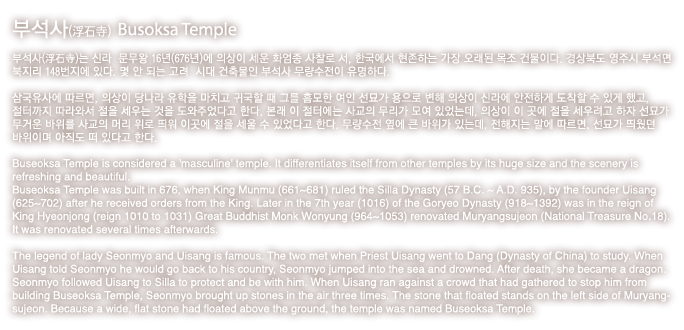 부석사(浮石寺) Busoksa Temple
부석사(浮石寺)는 신라 문무왕 16년(676년)에 의상이 세운 화엄종 사찰로 서, 한국에서 현존하는 가장 오래된 목조 건물이다. 경상북도 영주시 부석면
북지리 148번지에 있다. 몇 안 되는 고려 시대 건축물인 부석사 무량수전이 유명하다.
삼국유사에 따르면, 의상이 당나라 유학을 마치고 귀국할 때 그를 흠모한 여인 선묘가 용으로 변해 의상이 신라에 안전하게 도착할 수 있게 했고,
절터까지 따라와서 절을 세우는 것을 도와주었다고 한다. 본래 이 절터에는 사교의 무리가 모여 있었는데, 의상이 이 곳에 절을 세우려고 하자 선묘가
무거운 바위를 사교의 머리 위로 띄워 이곳에 절을 세울 수 있었다고 한다. 무량수전 옆에 큰 바위가 있는데, 전해지는 말에 따르면, 선묘가 띄웠던
바위이며 아직도 떠 있다고 한다.
Buseoksa Temple is considered a 'masculine' temple. It differentiates itself from other temples by its huge size and the scenery is
refreshing and beautiful.
Buseoksa Temple was built in 676, when King Munmu (661~681) ruled the Silla Dynasty (57 B.C. ~ A.D. 935), by the founder Uisang
(625~702) after he received orders from the King. Later in the 7th year (1016) of the Goryeo Dynasty (918~1392) was in the reign of
King Hyeonjong (reign 1010 to 1031) Great Buddhist Monk Wonyung (964~1053) renovated Muryangsujeon (National Treasure No.18).
It was renovated several times afterwards.
The legend of lady Seonmyo and Uisang is famous. The two met when Priest Uisang went to Dang (Dynasty of China) to study. When
Uisang told Seonmyo he would go back to his country, Seonmyo jumped into the sea and drowned. After death, she became a dragon.
Seonmyo followed Uisang to Silla to protect and be with him. When Uisang ran against a crowd that had gathered to stop him from
building Buseoksa Temple, Seonmyo brought up stones in the air three times. The stone that floated stands on the left side of Muryang-
sujeon. Because a wide, flat stone had floated above the ground, the temple was named Buseoksa Temple.